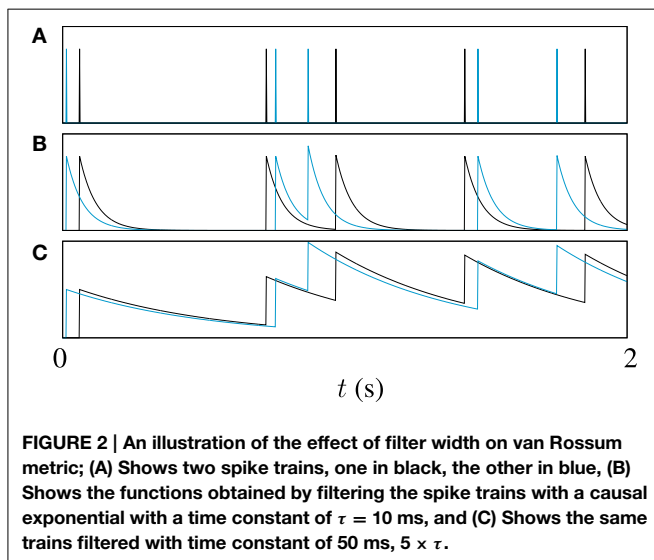 A
B
C
0
2
t (s)
FIGURE 2 | An illustration of the effect of filter width on van Rossum
metric; (A) Shows two spike trains, one in black, the other in blue, (B)
Shows the functions obtained by filtering the spike trains with a causal
exponential with a time constant of τ = 10 ms, and (C) Shows the same
trains filtered with time constant of 50 ms, 5 × τ.